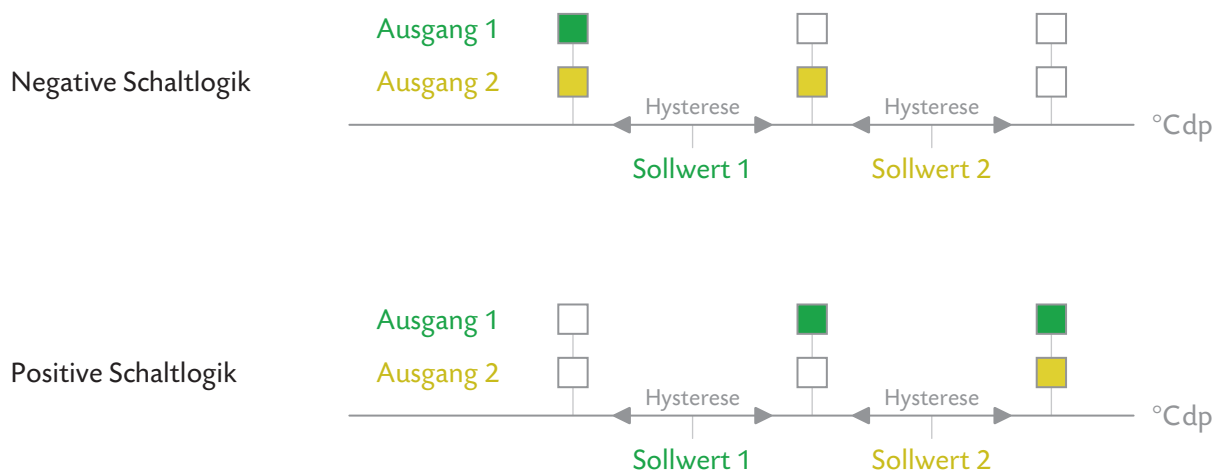 Ausgang 1
Negative Schaltlogik Ausgang 2
Hysterese Hysterese
°Cdp
Sollwert 1 Sollwert 2
Ausgang 1
Positive Schaltlogik Ausgang 2
Hysterese Hysterese
°Cdp
Sollwert 1 Sollwert 2